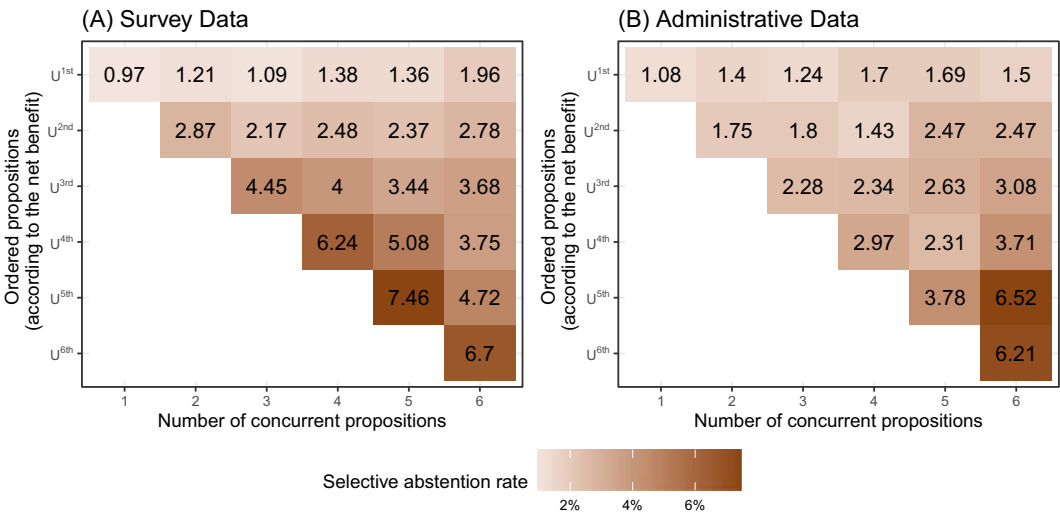 (A) Survey Data
Ordered propositions
(according to the net benefit)
U1st 0.97 1.21 1.09 1.38 1.36 1.96
U2nd 2.87 2.17 2.48 2.37 2.78
U3rd 4.45 4 3.44 3.68
U4th 6.24 5.08 3.75
U5th 7.46 4.72
U6th 6.7
1 2 3 4 5 6
Number of concurrent propositions
(B) Administrative Data
Ordered propositions
(according to the net benefit)
U1st 1.08 1.4 1.24 1.7 1.69 1.5
U2nd 1.75 1.8 1.43 2.47 2.47
U3rd 2.28 2.34 2.63 3.08
U4th 2.97 2.31 3.71
U5th 3.78 6.52
U6th 6.21
1 2 3 4 5 6
Number of concurrent propositions
Selective abstention rate
2% 4% 6%